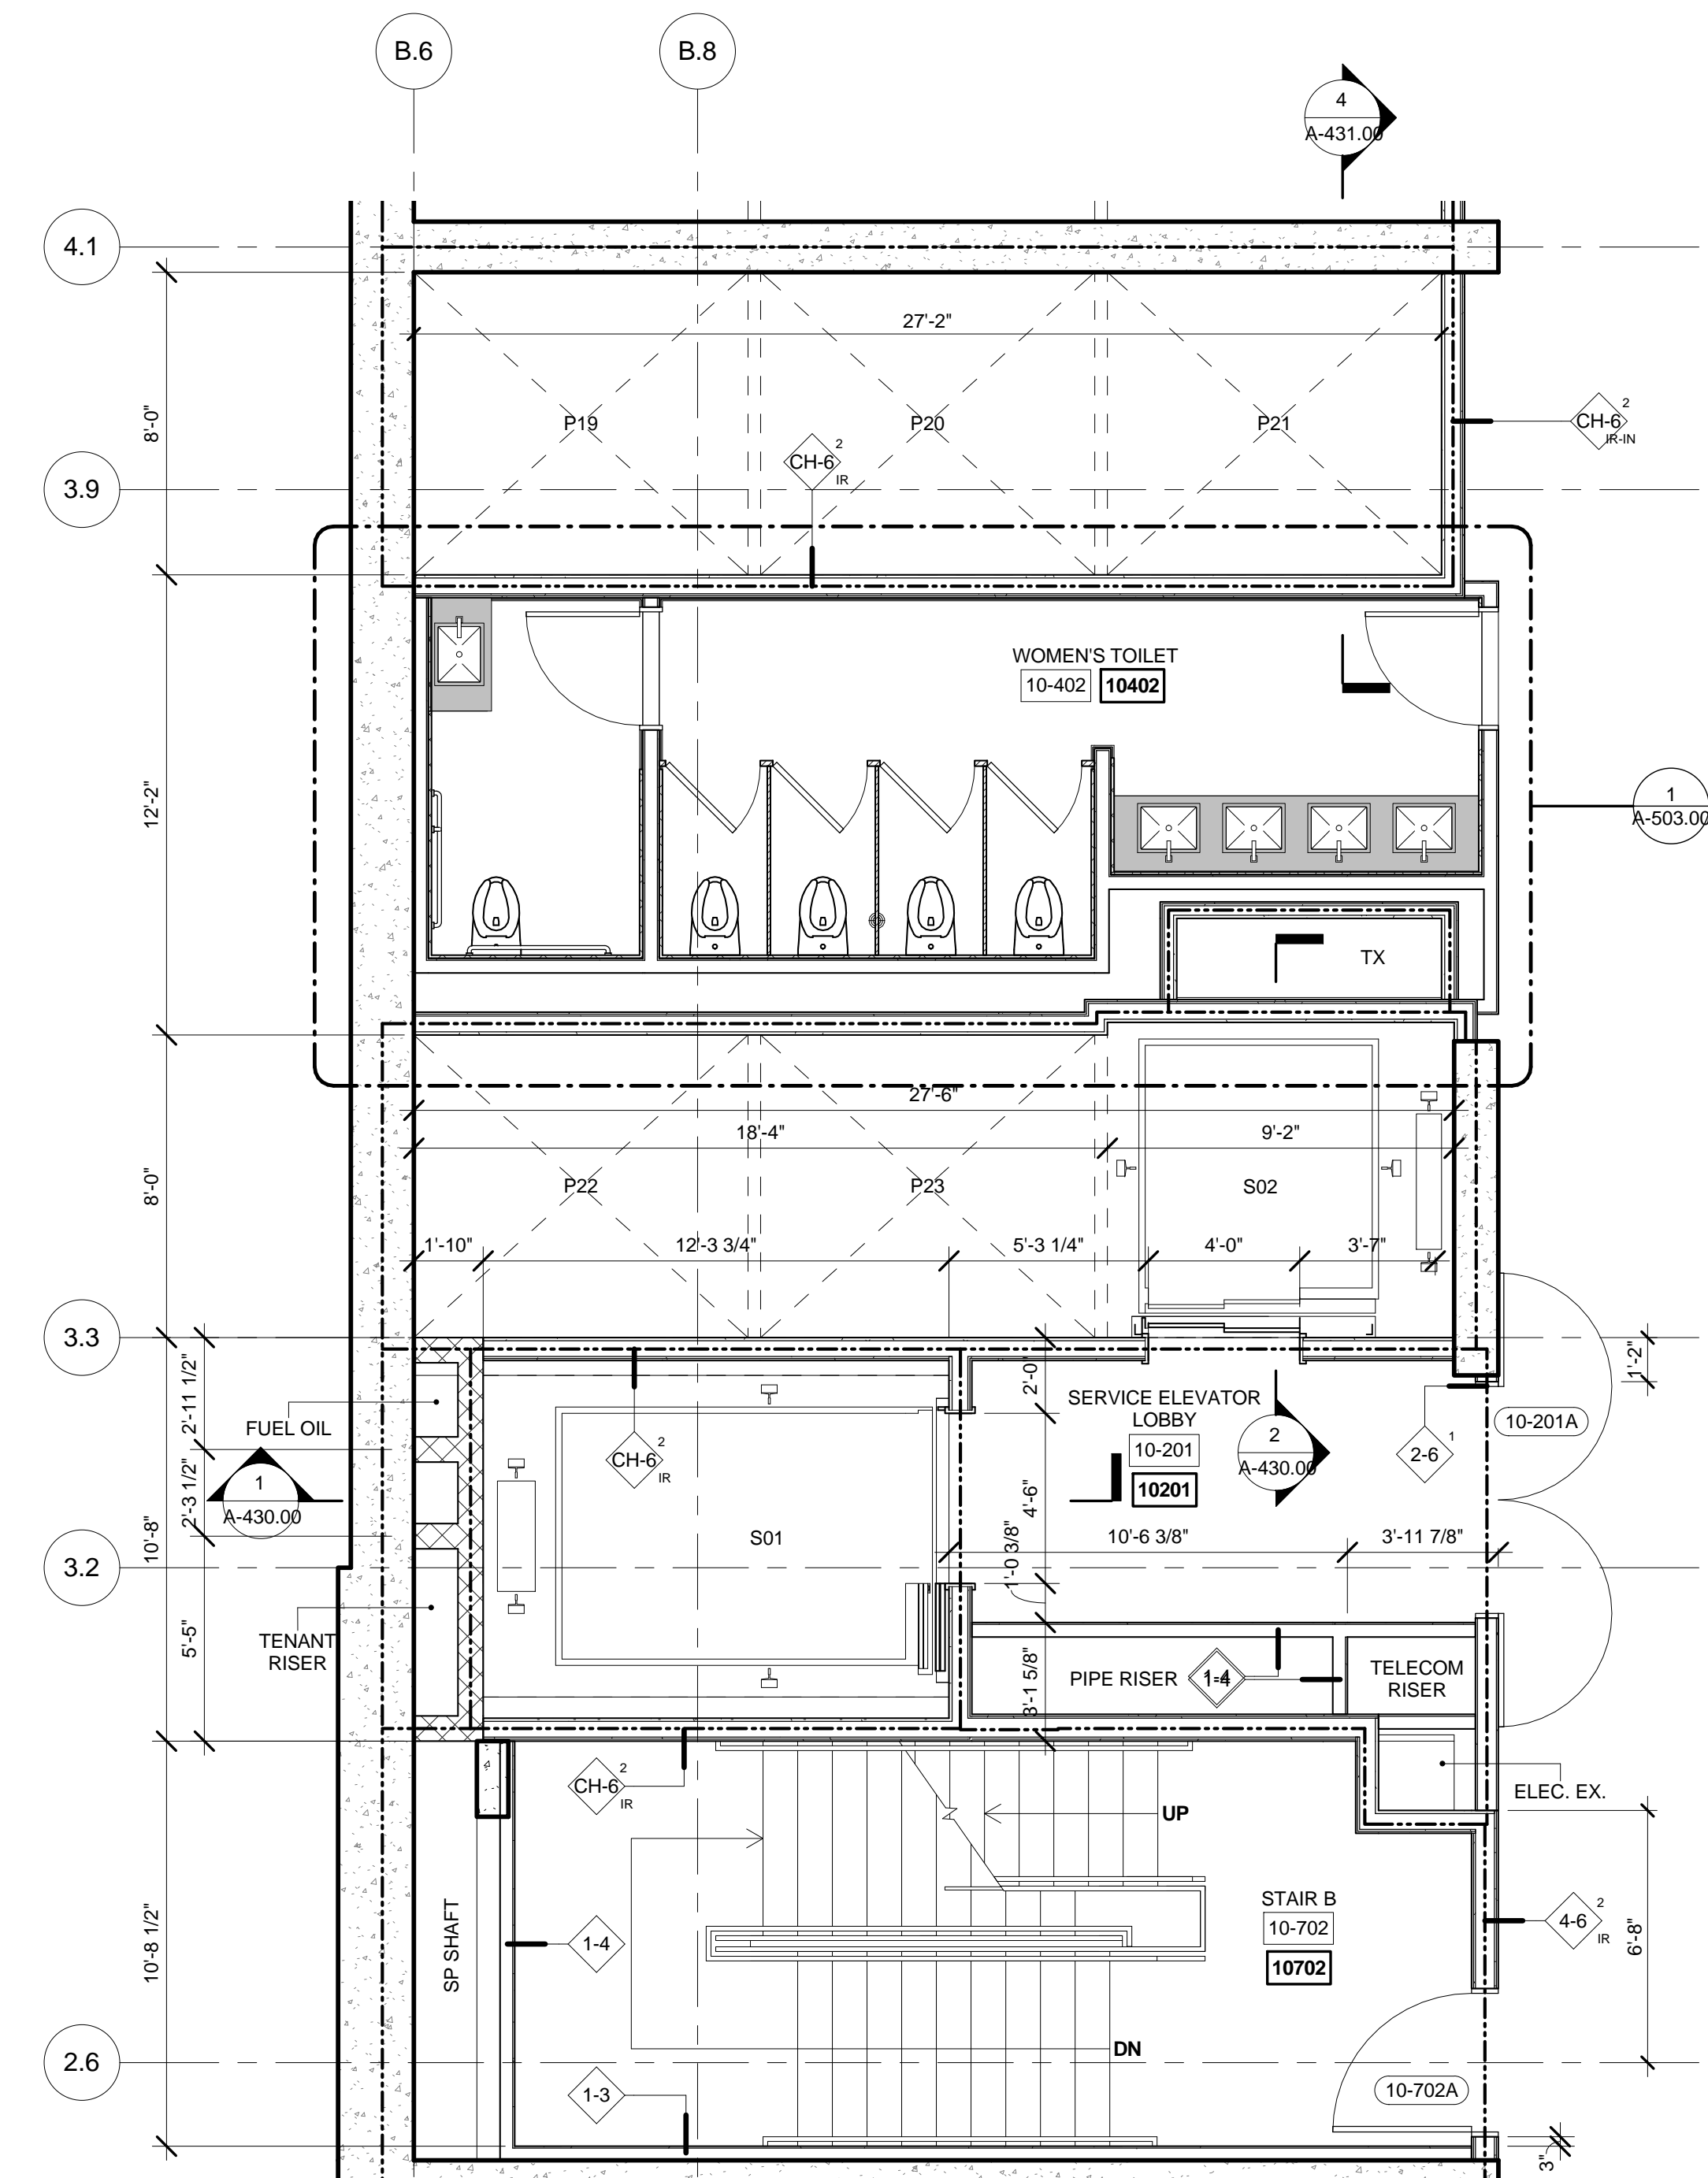 B.6
B.8
4
A-431.00
4.1
27'-2"
8'-0"
P19
P20
P21
CH-6
2
IR-IN
CH-6
2
IR
3.9
WOMEN'S TOILET
10-402
10402
12'-2"
1
A-503.00
TX
27'-6"
18'-4"
9'-2"
8'-0"
P22
P23
S02
1'-10"
12'-3 3/4"
5'-3 1/4"
4'-0"
3'-7"
3.3
2'-11 1/2"
2'-0"
1'-2"
SERVICE ELEVATOR
LOBBY
10-201
10201
FUEL OIL
CH-6
2
IR
2
A-430.00
2-6
1
10-201A
1
A-430.00
2'-3 1/2"
4'-6"
10'-8"
S01
1'-0 3/8"
10'-6 3/8"
3'-11 7/8"
3.2
5'-5"
TENANT
RISER
PIPE RISER
1-4
TELECOM
RISER
3'-1 5/8"
CH-6
2
IR
ELEC. EX.
UP
SP SHAFT
1-4
STAIR B
10-702
10702
4-6
2
IR
6'-8"
10'-8 1/2"
DN
2.6
1-3
10-702A
3"